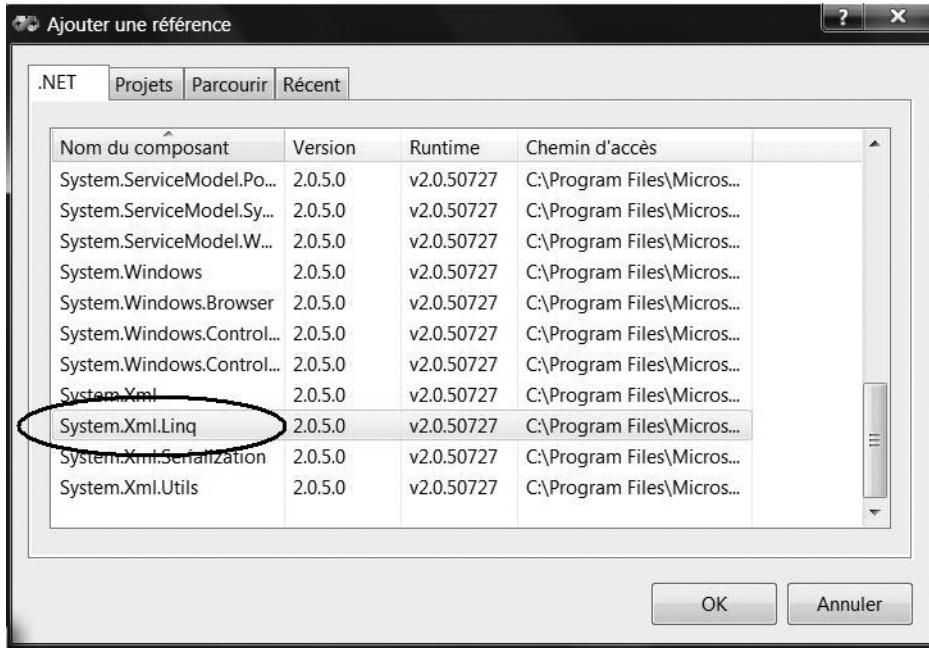 Ajouter une référence
? X
.NET Projets Parcourir Récent
Nom du composant Version Runtime Chemin d'accès
System.ServiceModel.Po... 2.0.5.0 v2.0.50727 C:\Program Files\Micros...
System.ServiceModel.Sy... 2.0.5.0 v2.0.50727 C:\Program Files\Micros...
System.ServiceModel.W... 2.0.5.0 v2.0.50727 C:\Program Files\Micros...
System.Windows 2.0.5.0 v2.0.50727 C:\Program Files\Micros...
System.Windows.Browser 2.0.5.0 v2.0.50727 C:\Program Files\Micros...
System.Windows.Control... 2.0.5.0 v2.0.50727 C:\Program Files\Micros...
System.Windows.Control... 2.0.5.0 v2.0.50727 C:\Program Files\Micros...
System.Xml 2.0.5.0 v2.0.50727 C:\Program Files\Micros...
System.Xml.Linq 2.0.5.0 v2.0.50727 C:\Program Files\Micros...
System.Xml.Serialization 2.0.5.0 v2.0.50727 C:\Program Files\Micros...
System.Xml.Utils 2.0.5.0 v2.0.50727 C:\Program Files\Micros...
OK Annuler